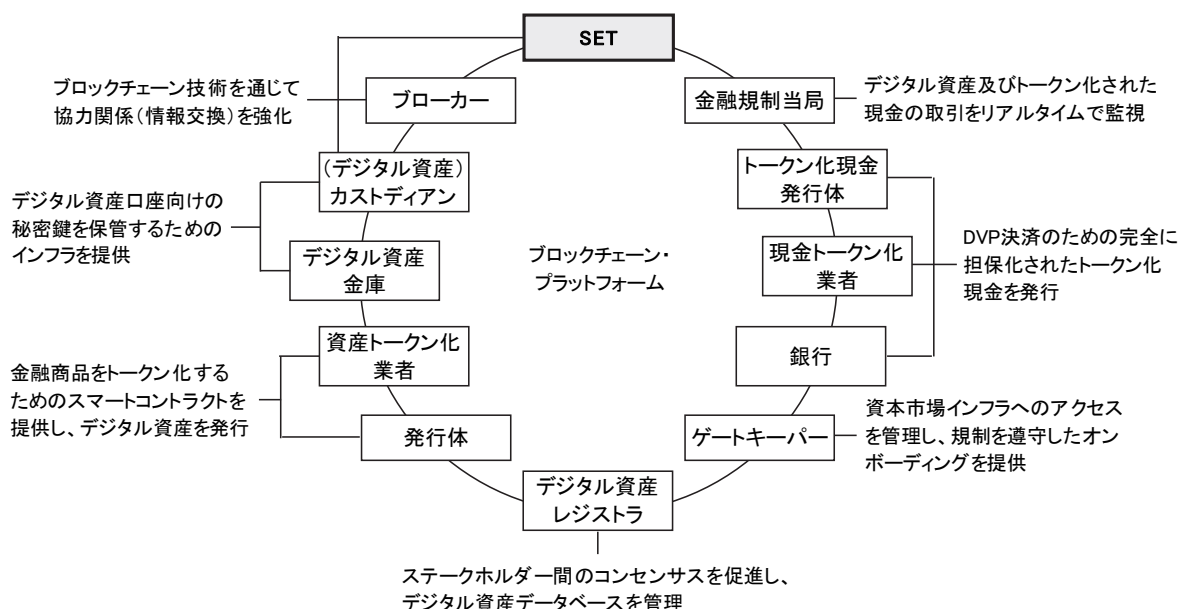 SET
ブローカー
金融規制当局
ブロックチェーン技術を通じて
協力関係（情報交換）を強化
デジタル資産及びトークン化された
現金の取引をリアルタイムで監視
（デジタル資産）
カストディアン
トークン化現金
発行体
デジタル資産口座向けの
秘密鍵を保管するための
インフラを提供
デジタル資産
金庫
ブロックチェーン・
プラットフォーム
現金トークン化
業者
DVP決済のための完全に
担保化されたトークン化
現金を発行
資産トークン化
業者
銀行
金融商品をトークン化する
ためのスマートコントラクトを
提供し、デジタル資産を発行
発行体
ゲートキーパー
資本市場インフラへのアクセス
を管理し、規制を遵守したオン
ボーディングを提供
デジタル資産
レジストラ
ステークホルダー間のコンセンサスを促進し、
デジタル資産データベースを管理